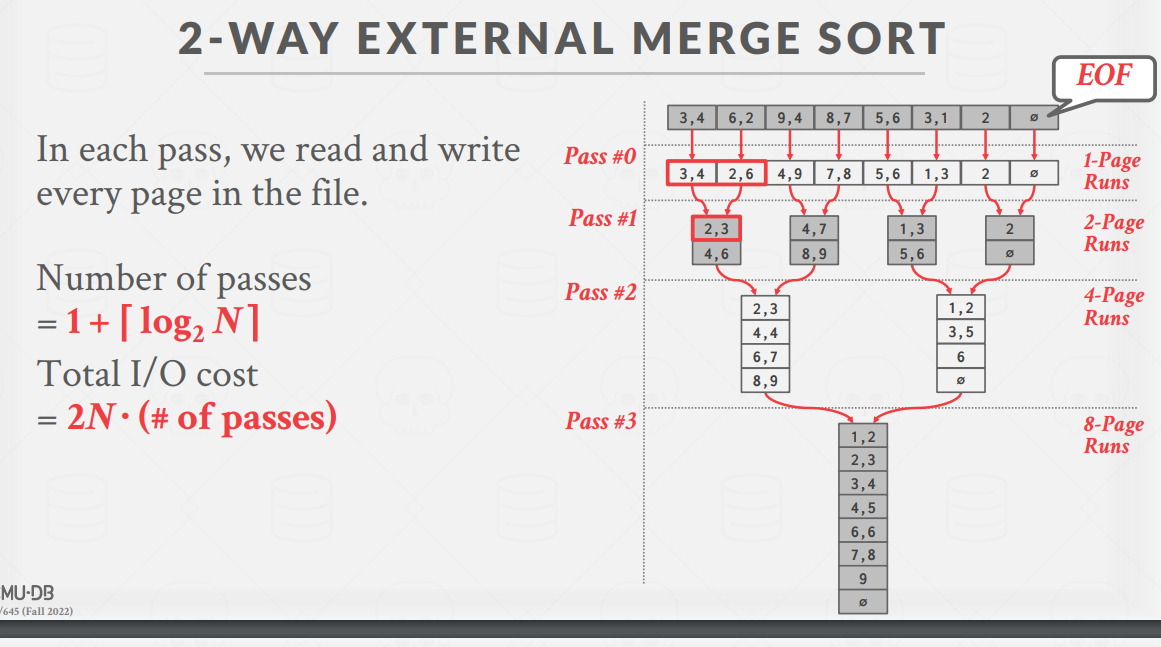 2-WAY EXTERNAL MERGE SORT
EOF
In each pass, we read and write
every page in the file.
Number of passes
= 1 + ⌈ log₂ N ⌉
Total I/O cost
= 2N · (# of passes)
3,4 6,2 9,4 8,7 5,6 3,1 2 ∅
Pass #0
3,4 2,6 4,9 7,8 5,6 1,3 2 ∅
1-Page
Runs
Pass #1
2,3 4,7 1,3 2
4,6 8,9 5,6 ∅
2-Page
Runs
Pass #2
2,3 1,2
4,4 3,5
6,7 6
8,9 ∅
4-Page
Runs
Pass #3
1,2
2,3
3,4
4,5
6,6
7,8
9
∅
8-Page
Runs
MU·DB
/645 (Fall 2022)